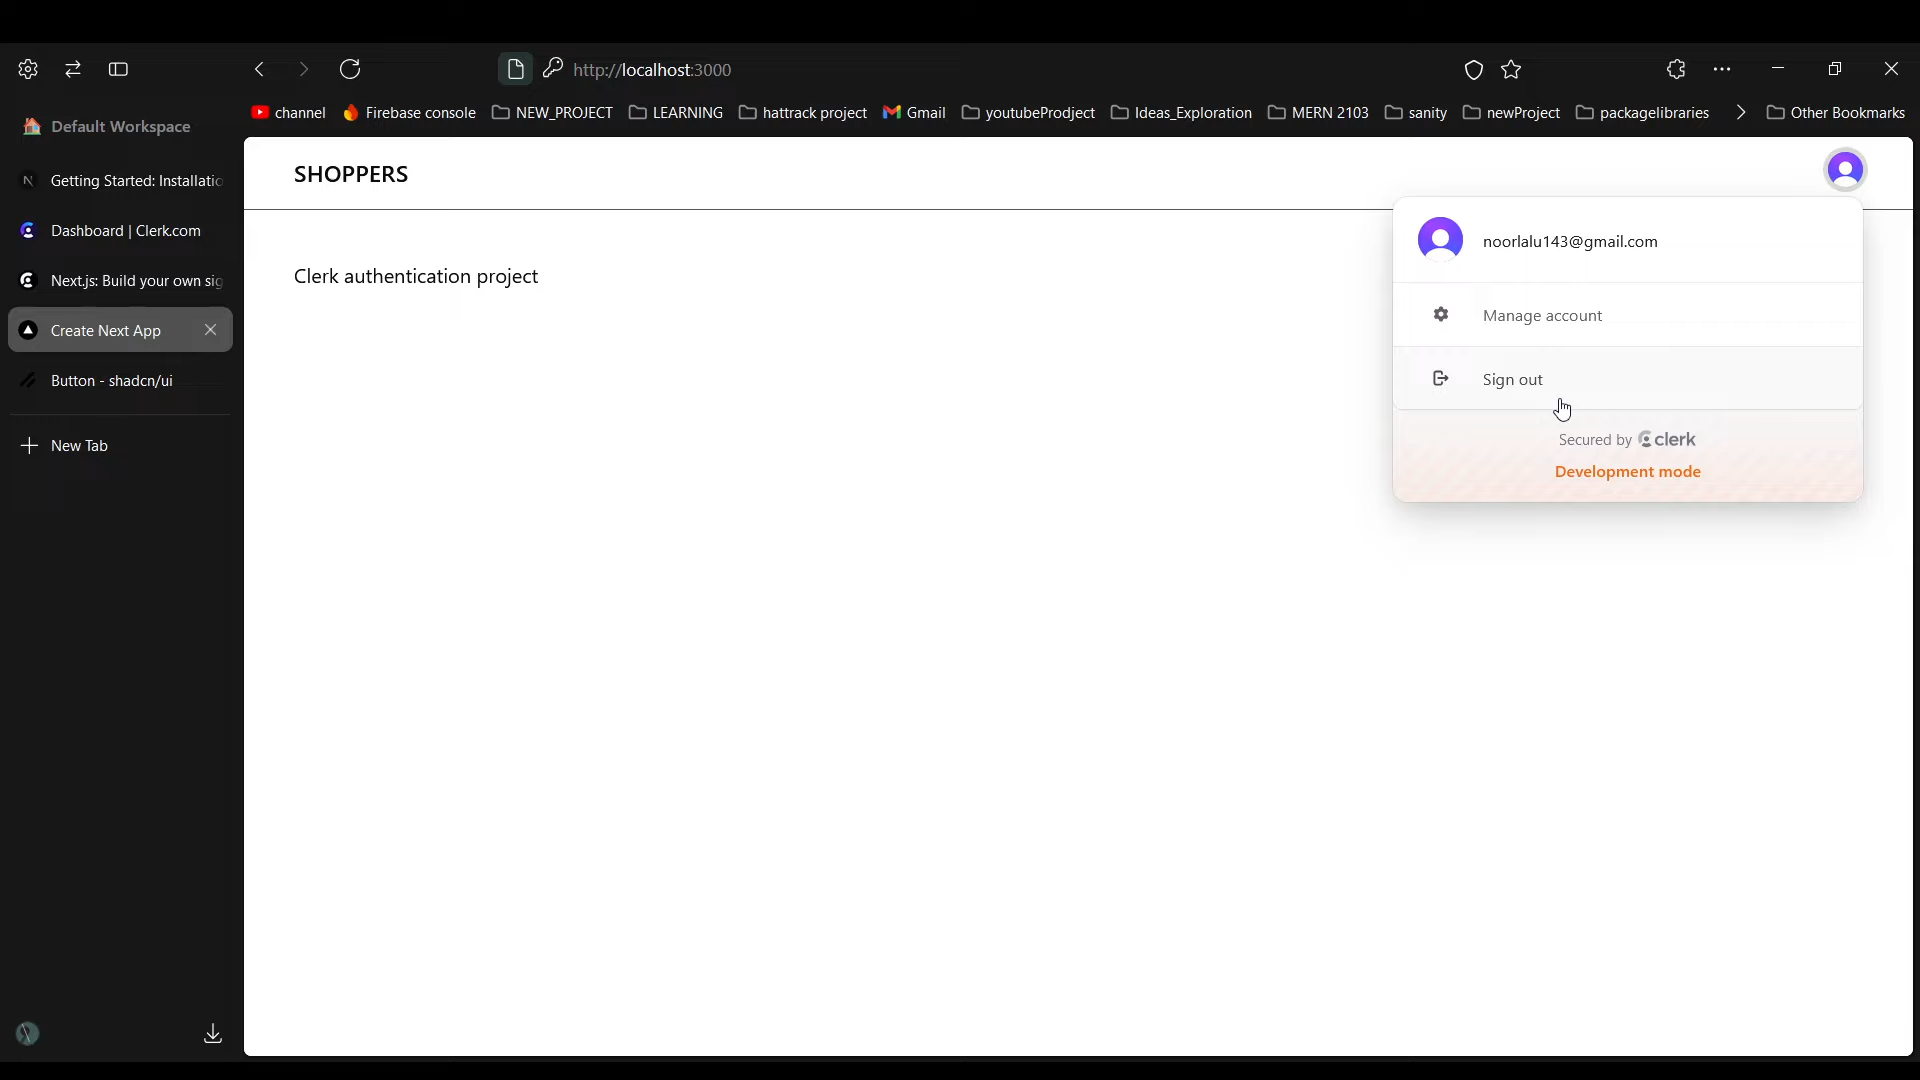 http://localhost:3000
Default Workspace
channel
Firebase console
NEW_PROJECT
LEARNING
hattrack project
Gmail
youtubeProdject
Ideas_Exploration
MERN 2103
sanity
newProject
packagelibraries
Other Bookmarks
Getting Started: Installatio
Dashboard | Clerk.com
Next.js: Build your own sig
Create Next App
Button - shadcn/ui
New Tab
SHOPPERS
Clerk authentication project
noorlalu143@gmail.com
Manage account
Sign out
Secured by clerk
Development mode